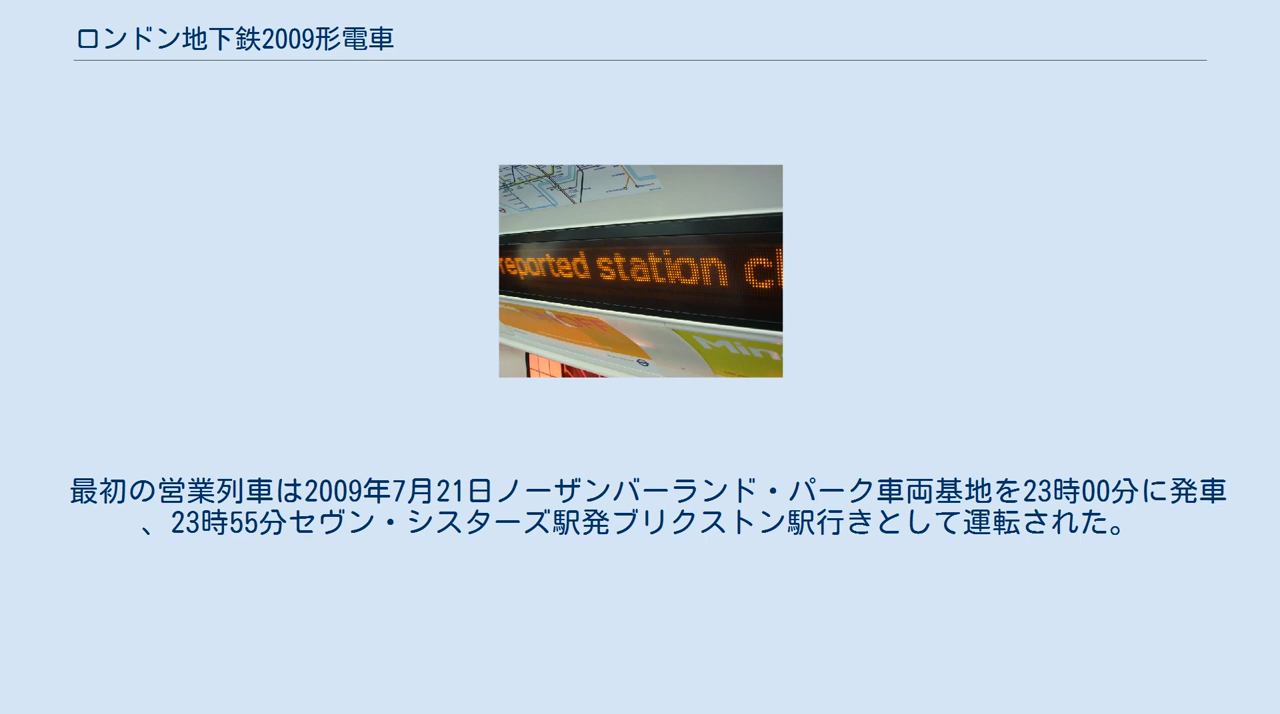 ロンドン地下鉄2009形電車
reported station
Min
最初の営業列車は2009年7月21日ノーザンバーランド・パーク車両基地を23時00分に発車
、23時55分セヴン・シスターズ駅発ブリクストン駅行きとして運転された。